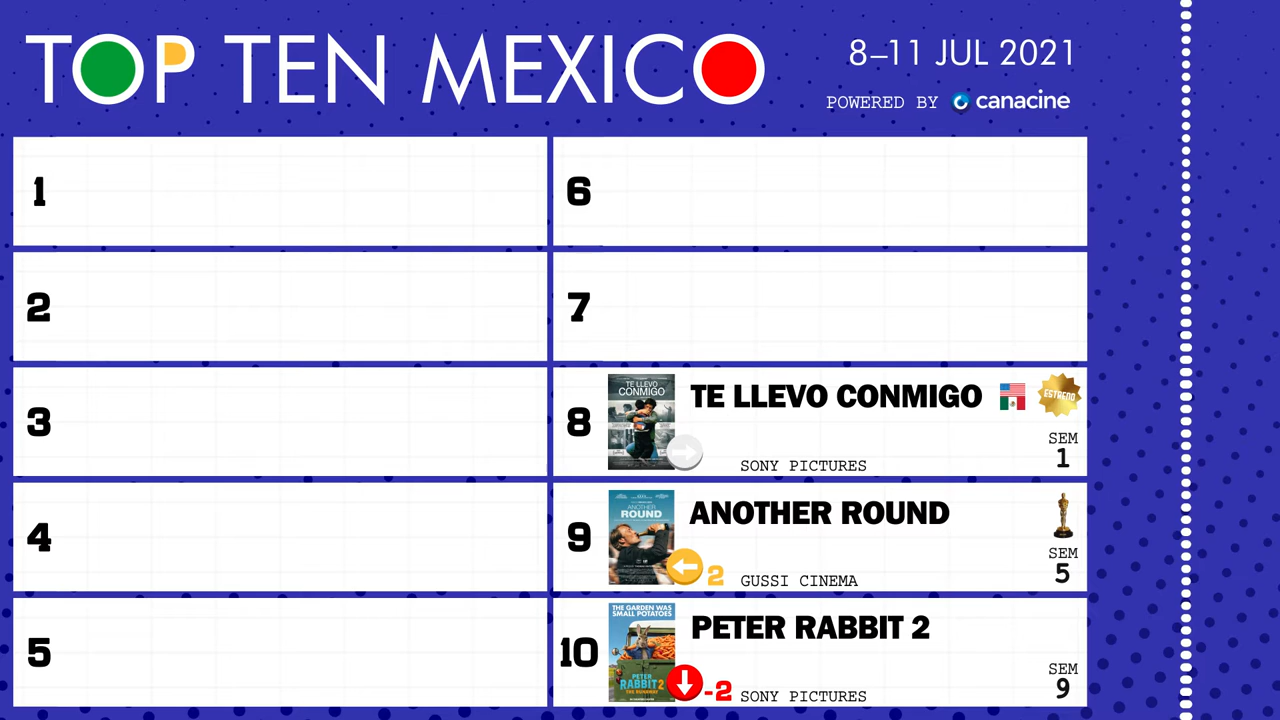 TOP TEN MEXICO
8–11 JUL 2021
POWERED BY canacine
1
2
3
4
5
6
7
8
TE LLEVO CONMIGO
TE LLEVO CONMIGO
ESTRENO
SEM
1
SONY PICTURES
9
ANOTHER ROUND
ANOTHER ROUND
SEM
5
2
GUSSI CINEMA
10
THE GARDEN WAS
SMALL POTATOES
PETER
RABBIT 2
THE RUNAWAY
PETER RABBIT 2
SEM
9
-2
SONY PICTURES